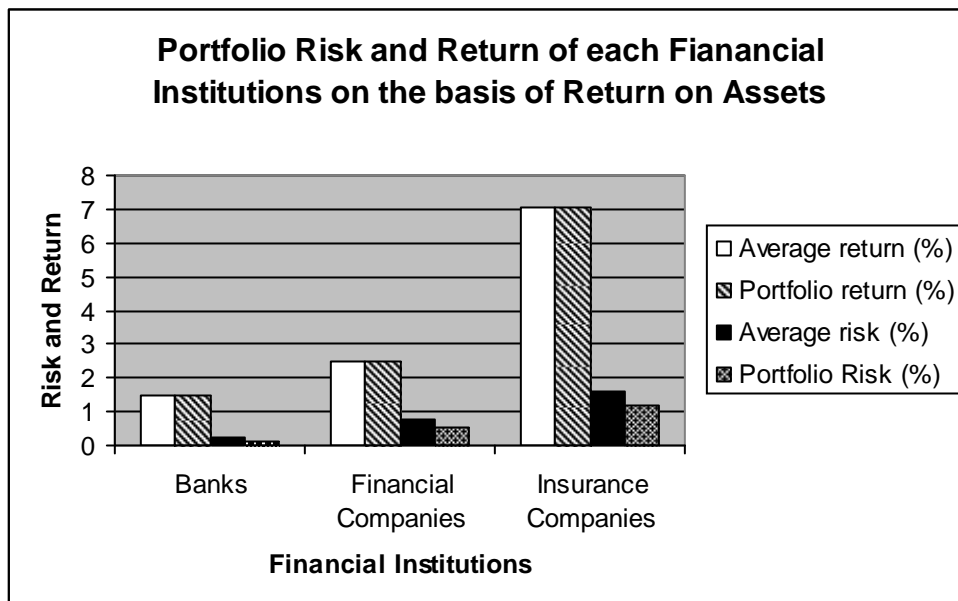 Portfolio Risk and Return of each Fianancial
Institutions on the basis of Return on Assets
8
7
6
5
4
3
2
1
0
Risk and Return
Banks
Financial
Companies
Insurance
Companies
Financial Institutions
Average return (%)
Portfolio return (%)
Average risk (%)
Portfolio Risk (%)